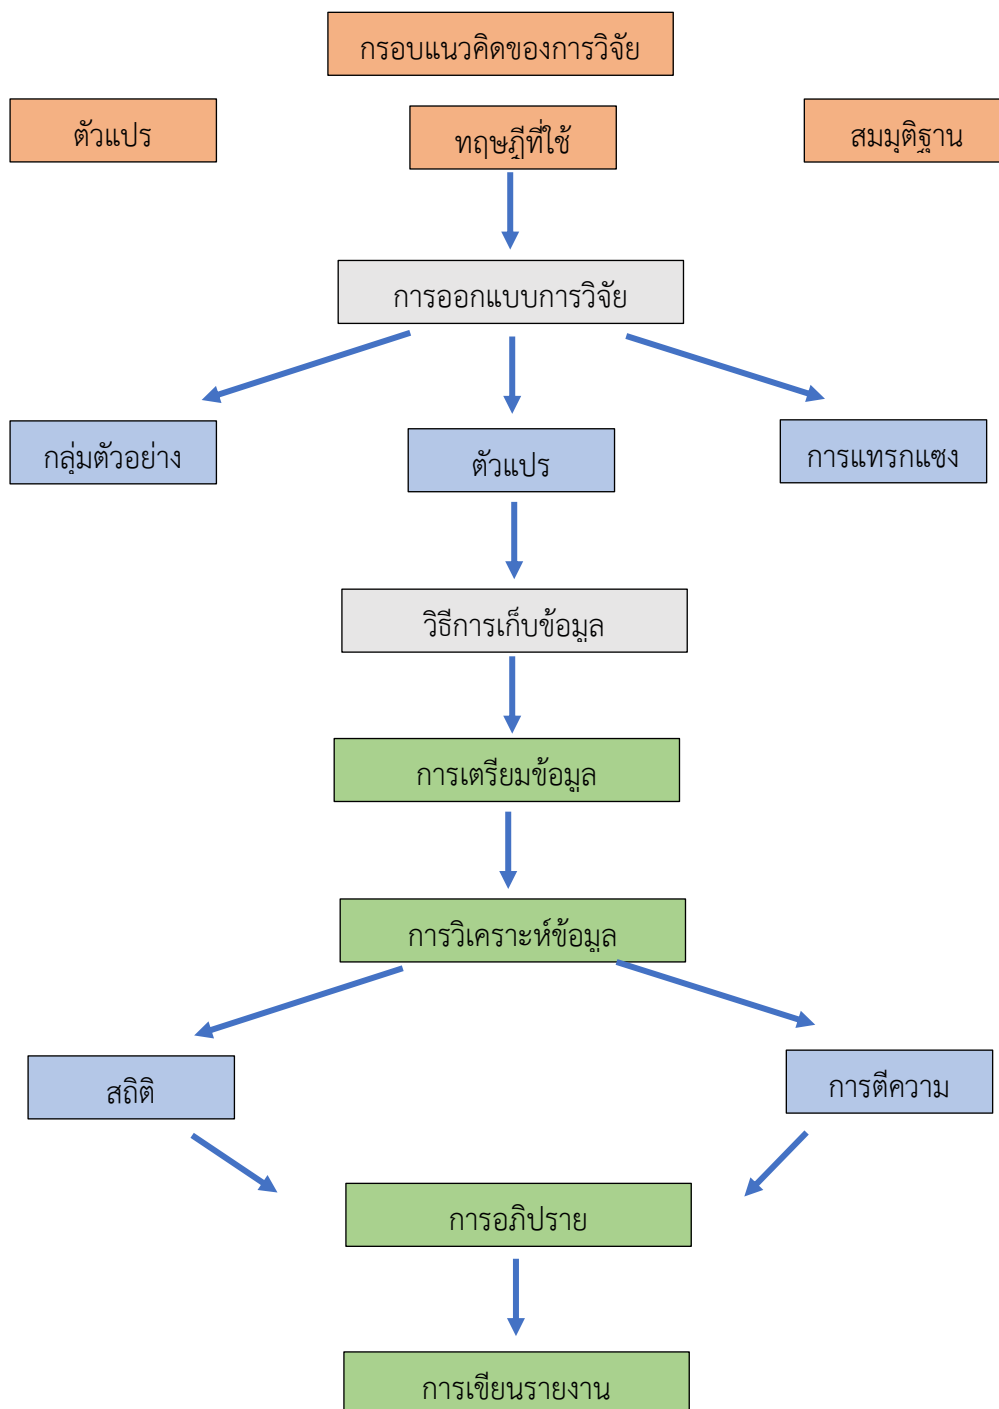 กรอบแนวคิดของการวิจัย
ตัวแปร
ทฤษฎีที่ใช้
สมมุติฐาน
การออกแบบการวิจัย
กลุ่มตัวอย่าง
ตัวแปร
การแทรกแซง
วิธีการเก็บข้อมูล
การเตรียมข้อมูล
การวิเคราะห์ข้อมูล
สถิติ
การตีความ
การอภิปราย
การเขียนรายงาน